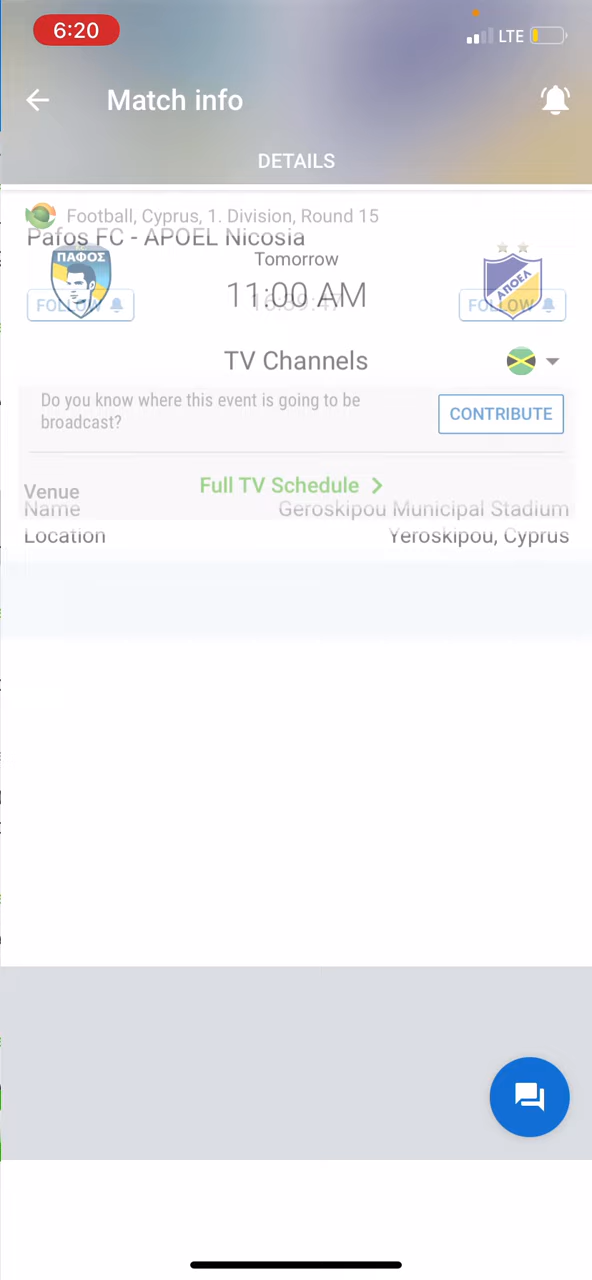 6:20
LTE
Match info
DETAILS
Football, Cyprus, 1. Division, Round 15
Pafos FC - APOEL Nicosia
ΠΑΦΟΣ
Tomorrow
ΑΠΟΕΛ
11:00 AM
FOLLOW
FOLLOW
TV Channels
Do you know where this event is going to be
broadcast?
CONTRIBUTE
Full TV Schedule
Venue
Name Geroskipou Municipal Stadium
Location Yeroskipou, Cyprus